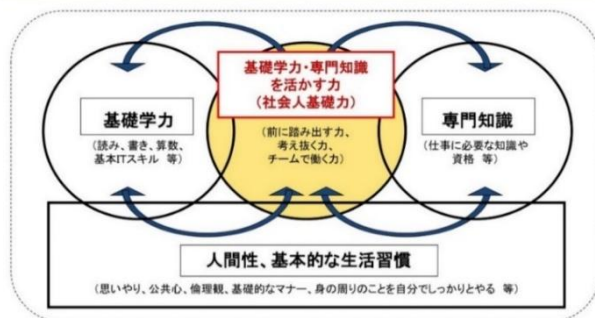 基礎学力・専門知識
を活かす力
(社会人基礎力)
基礎学力
(読み、書き、算数、
基本ITスキル 等)
(前に踏み出す力、
考え抜く力、
チームで働く力)
専門知識
(仕事に必要な知識や
資格 等)
人間性、基本的な生活習慣
(思いやり、公共心、倫理観、基礎的なマナー、身の周りのことを自分でしっかりとやる 等)